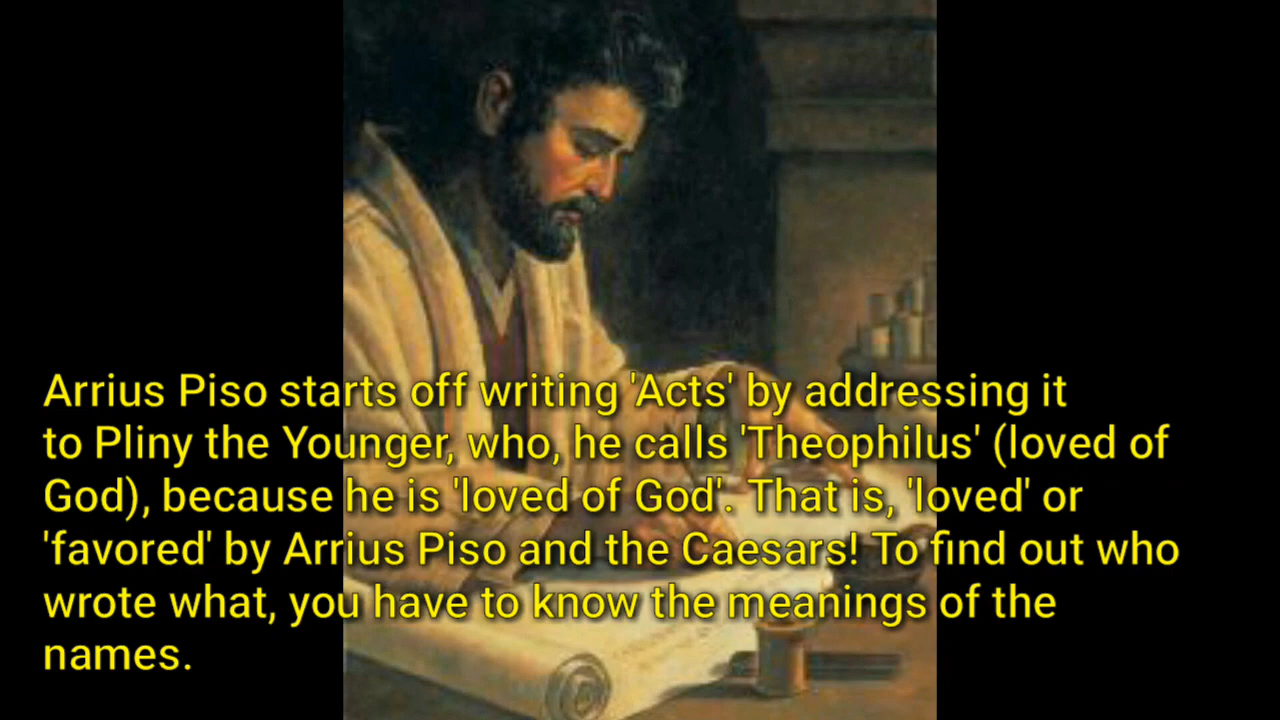 Arrius Piso starts off writing 'Acts' by addressing it
to Pliny the Younger, who, he calls 'Theophilus' (loved of
God), because he is 'loved of God'. That is, 'loved' or
'favored' by Arrius Piso and the Caesars! To find out who
wrote what, you have to know the meanings of the
names.